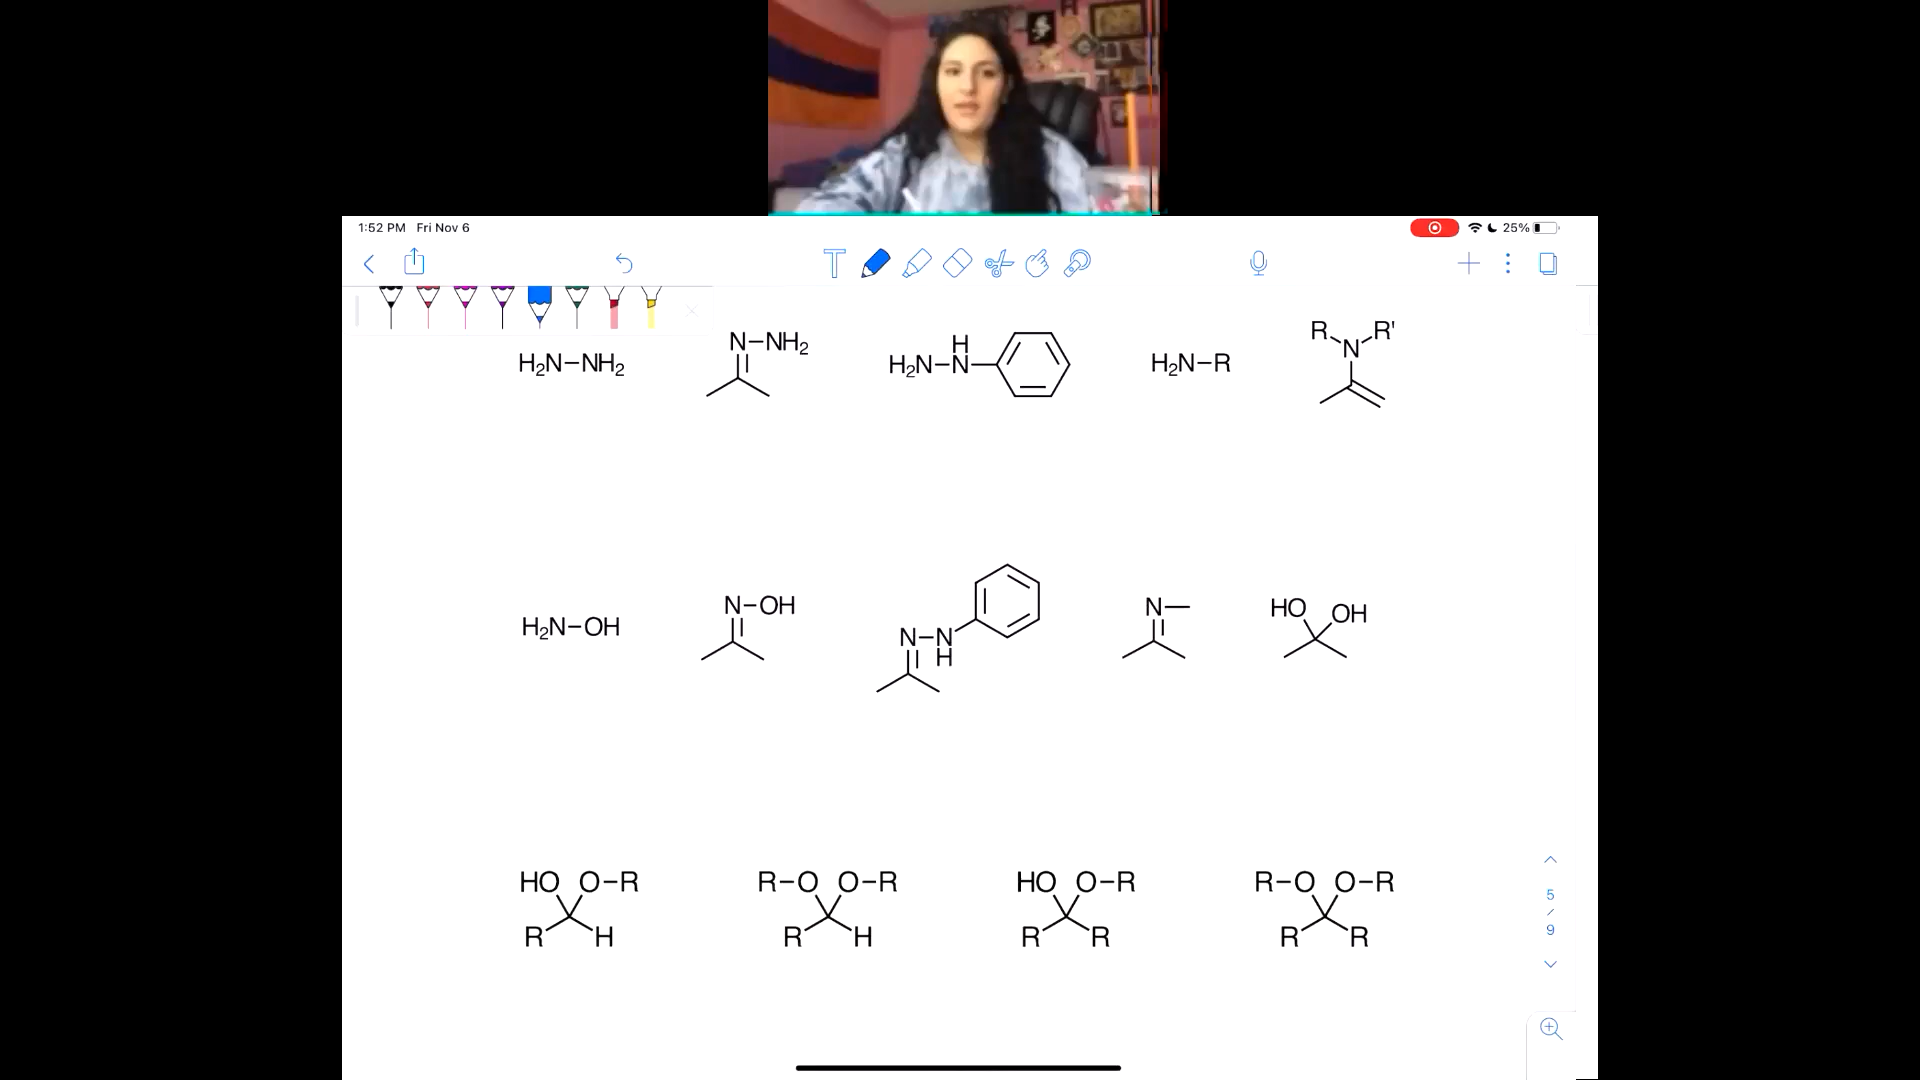 1:52 PM Fri Nov 6
25%
T
H₂N–NH₂
N–NH₂
H
H₂N–N
H₂N–R
R R'
N
H₂N–OH
N–OH
N–N
H
N
HO OH
HO O–R
R H
R–O O–R
R H
HO O–R
R R
R–O O–R
R R
5
/
9